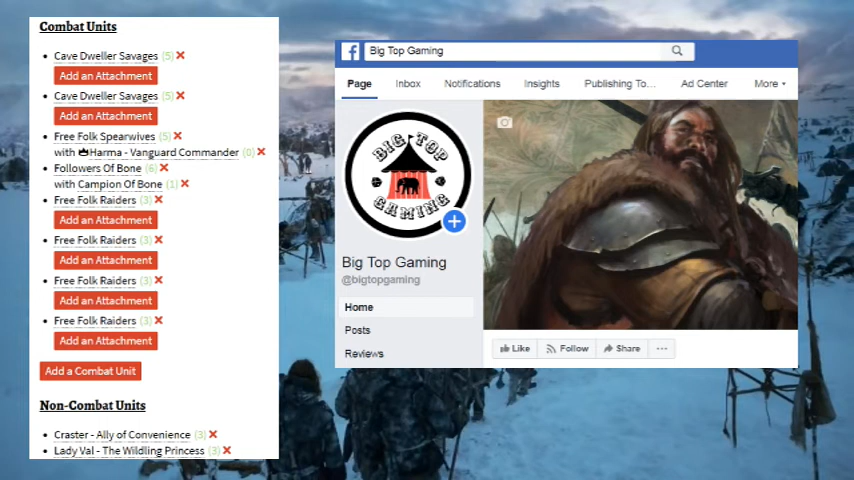 Combat Units
Cave Dweller Savages (5)
Add an Attachment
Cave Dweller Savages (5)
Add an Attachment
Free Folk Spearwives (5)
with Harma - Vanguard Commander (0)
Followers Of Bone (6)
with Campion Of Bone (1)
Free Folk Raiders (3)
Add an Attachment
Free Folk Raiders (3)
Add an Attachment
Free Folk Raiders (3)
Add an Attachment
Free Folk Raiders (3)
Add an Attachment
Add a Combat Unit
Non-Combat Units
Craster - Ally of Convenience (3)
Lady Val - The Wildling Princess (3)
Big Top Gaming
Page Inbox Notifications Insights Publishing To... Ad Center More
BIG TOP
GAMING
Big Top Gaming
@bigtopgaming
Home
Posts
Reviews
Like Follow Share ...